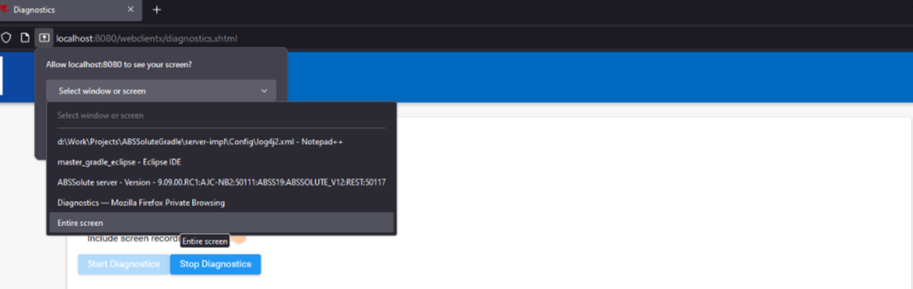 Diagnostics
localhost:8080/webclientx/diagnostics.xhtml
Allow localhost:8080 to see your screen?
Select window or screen
Select window or screen
d:\Work\Projects\ABSSoluteGradle\server-impl\Config\log4j2.xml - Notepad++
master_gradle_eclipse - Eclipse IDE
ABSSolute server - Version - 9.09.00.RC1:AJC-NB2:50111:ABSS19:ABSSOLUTE_V12:REST:50117
Diagnostics — Mozilla Firefox Private Browsing
Entire screen
Include screen record
Entire screen
Start Diagnostics Stop Diagnostics